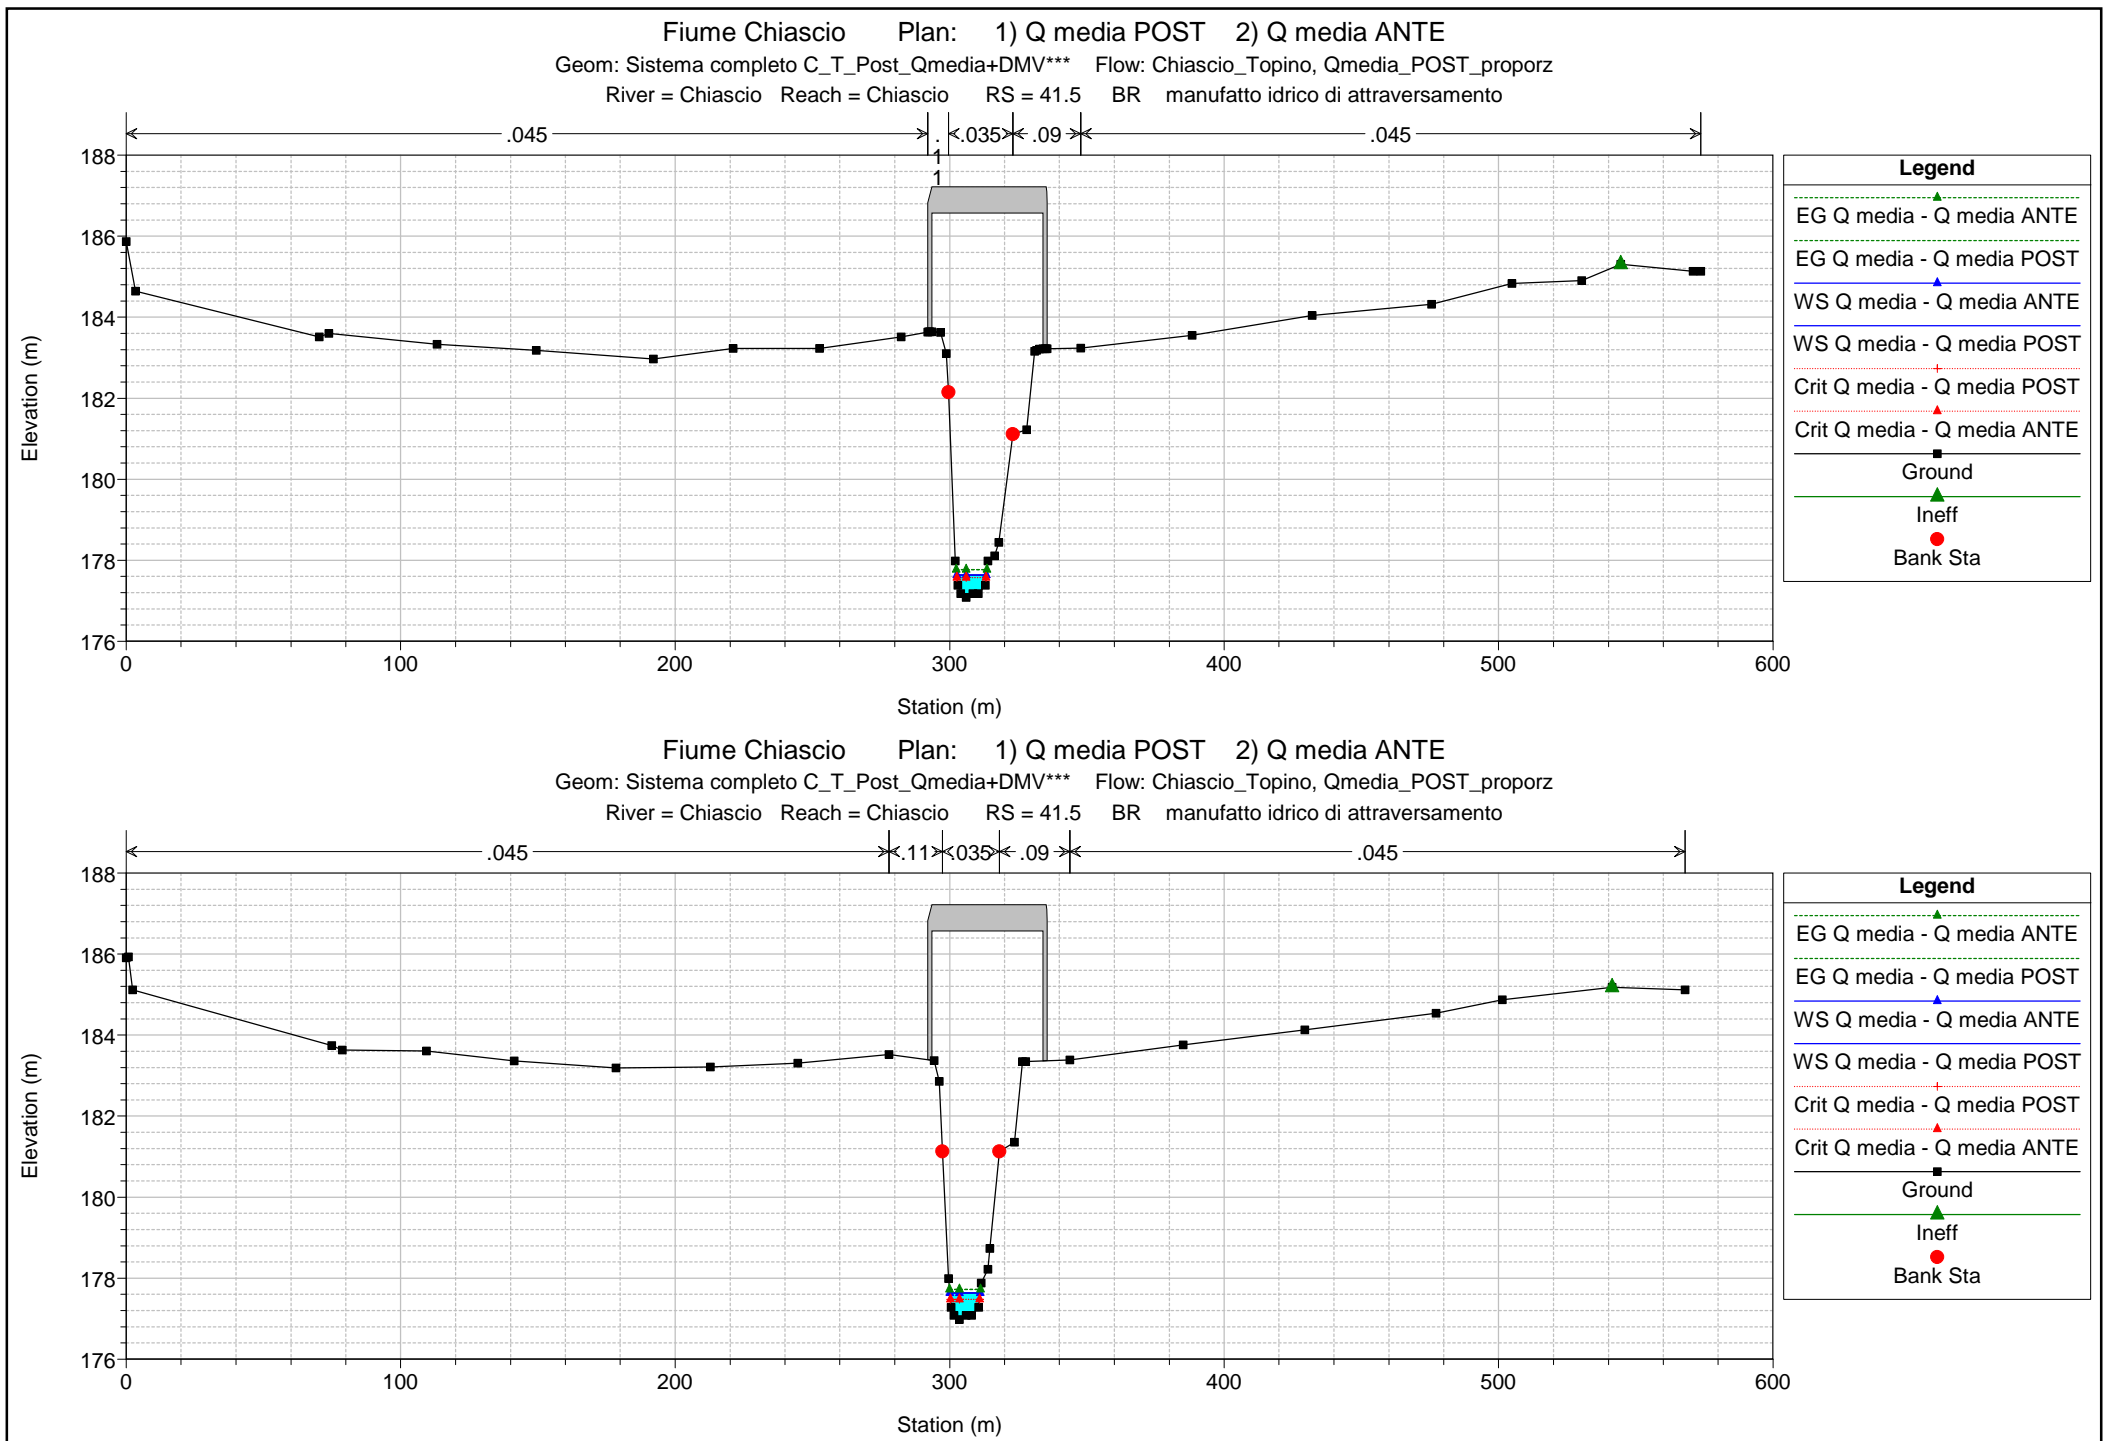 Fiume Chiascio Plan: 1) Q media POST 2) Q media ANTE
Geom: Sistema completo C_T_Post_Qmedia+DMV*** Flow: Chiascio_Topino, Qmedia_POST_proporz
River = Chiascio Reach = Chiascio RS = 41.5 BR manufatto idrico di attraversamento
.045 .11 .035 .09 .045
188
186
184
182
180
178
176
Elevation (m)
0 100 200 300 400 500 600
Station (m)
Legend
EG Q media - Q media ANTE
EG Q media - Q media POST
WS Q media - Q media ANTE
WS Q media - Q media POST
Crit Q media - Q media POST
Crit Q media - Q media ANTE
Ground
Ineff
Bank Sta
Fiume Chiascio Plan: 1) Q media POST 2) Q media ANTE
Geom: Sistema completo C_T_Post_Qmedia+DMV*** Flow: Chiascio_Topino, Qmedia_POST_proporz
River = Chiascio Reach = Chiascio RS = 41.5 BR manufatto idrico di attraversamento
.045 .11 .035 .09 .045
188
186
184
182
180
178
176
Elevation (m)
0 100 200 300 400 500 600
Station (m)
Legend
EG Q media - Q media ANTE
EG Q media - Q media POST
WS Q media - Q media ANTE
WS Q media - Q media POST
Crit Q media - Q media POST
Crit Q media - Q media ANTE
Ground
Ineff
Bank Sta